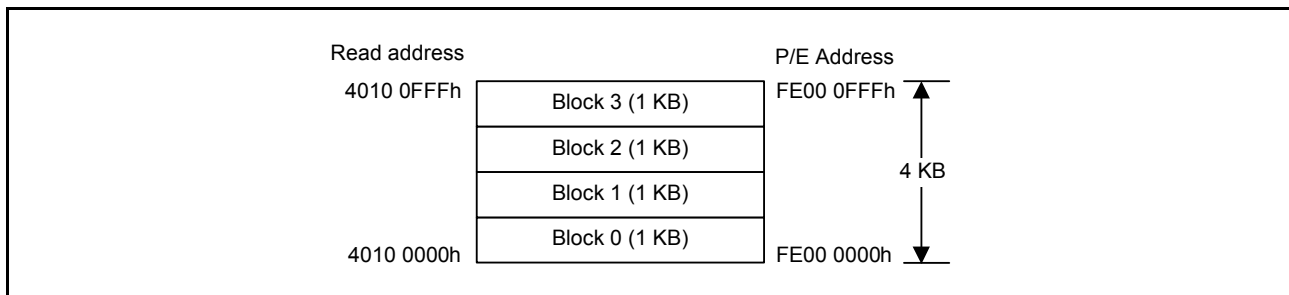 Read address
P/E Address
4010 0FFFh
Block 3 (1 KB)
FE00 0FFFh
Block 2 (1 KB)
4 KB
Block 1 (1 KB)
Block 0 (1 KB)
4010 0000h
FE00 0000h